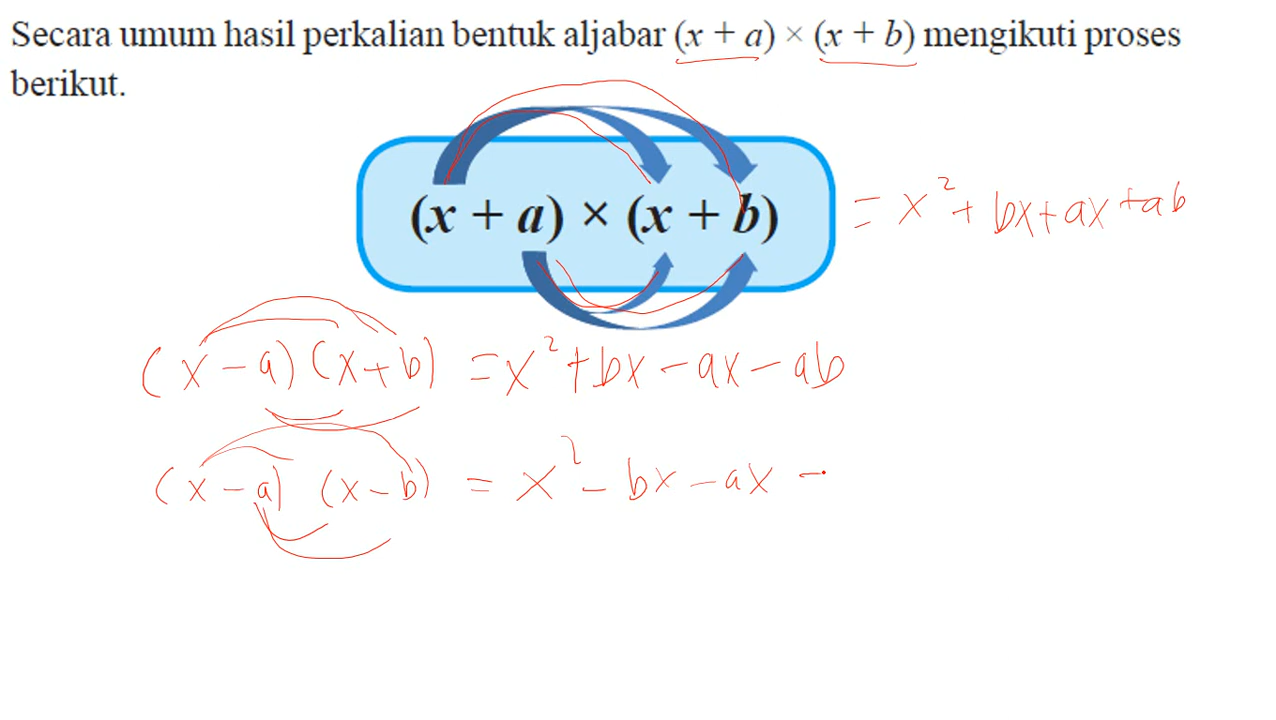 Secara umum hasil perkalian bentuk aljabar (x + a) × (x + b) mengikuti proses
berikut.
(x + a) × (x + b) = x² + bx + ax + ab
(x - a) (x + b) = x² + bx - ax - ab
(x - a) (x - b) = x² - bx - ax -